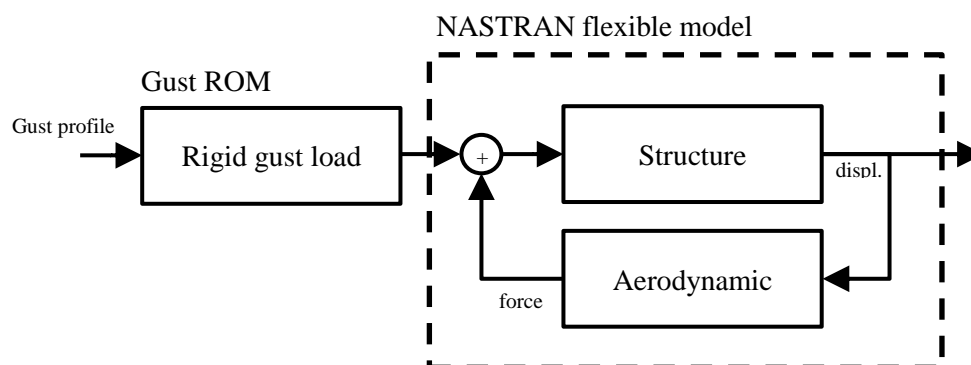 NASTRAN flexible model
Gust ROM
Gust profile
Rigid gust load
+
Structure
displ.
Aerodynamic
force